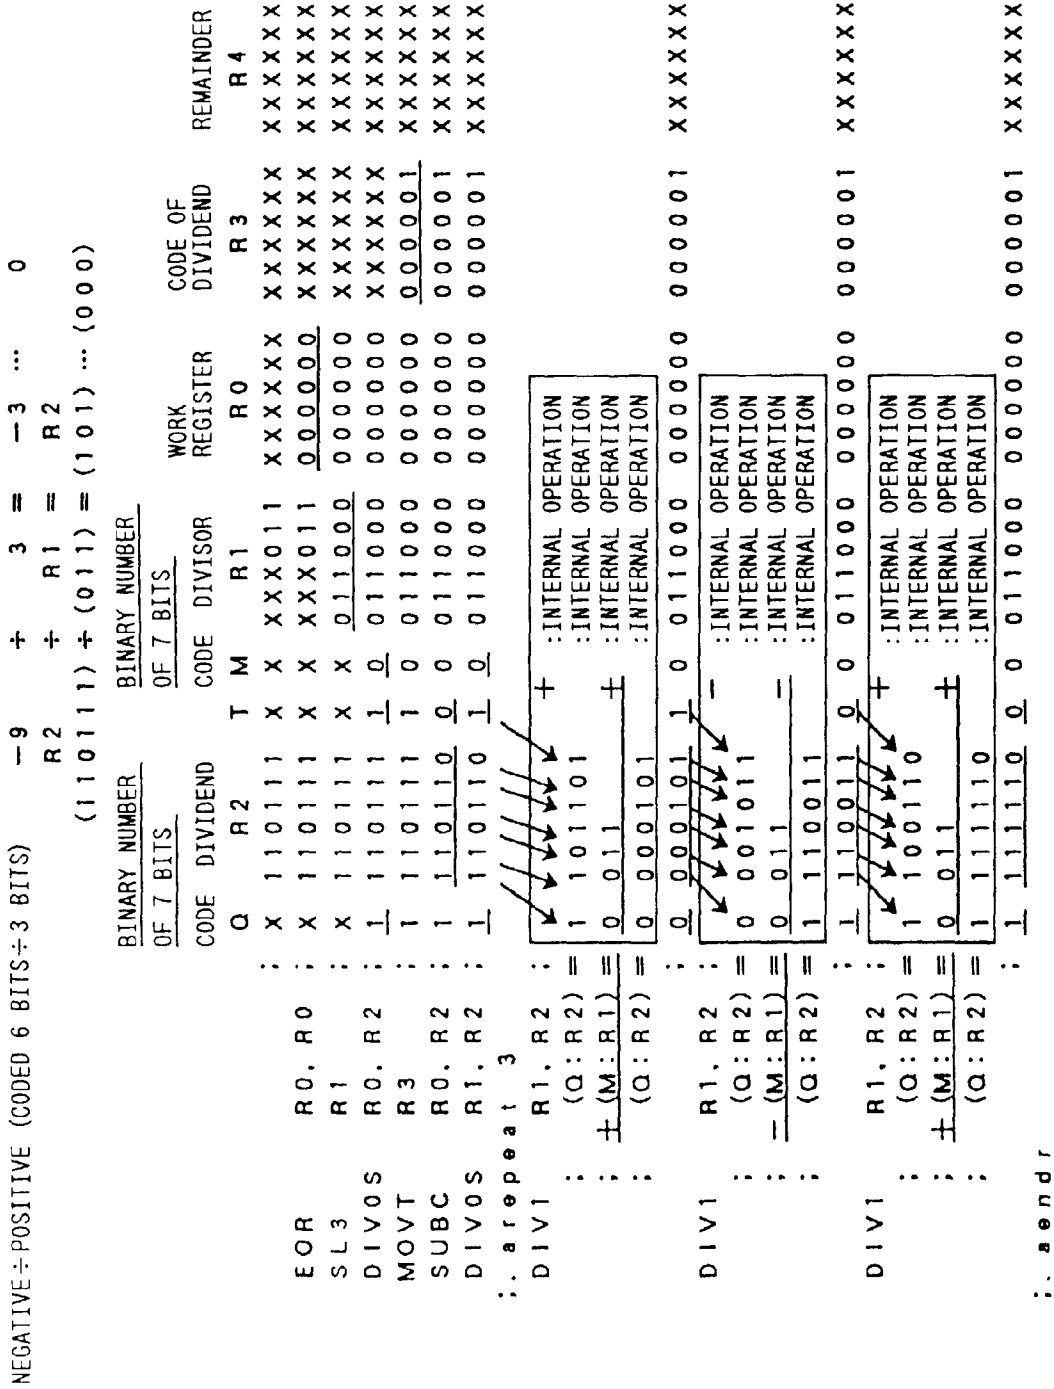 NEGATIVE÷POSITIVE (CODED 6 BITS÷3 BITS)
−9 ÷ 3 = −3 … 0
R2 ÷ R1 = R2
(110111) ÷ (011) = (101) … (000)
BINARY NUMBER OF 7 BITS BINARY NUMBER OF 7 BITS WORK REGISTER CODE OF DIVIDEND REMAINDER
CODE DIVIDEND CODE DIVISOR
Q R2 T M R1 R0 R3 R4
; X 110111 X X XXX011 XXXXXX XXXXXX XXXXXX
EOR R0, R0 ; X 110111 X X XXX011 000000 XXXXXX XXXXXX
SL3 R1 ; X 110111 X X 011000 000000 XXXXXX XXXXXX
DIV0S R0, R2 ; 1 110111 1 0 011000 000000 XXXXXX XXXXXX
MOVT R3 ; 1 110111 1 0 011000 000000 000001 XXXXXX
SUBC R0, R2 ; 1 110110 0 0 011000 000000 000001 XXXXXX
DIV0S R1, R2 ; 1 110110 1 0 011000 000000 000001 XXXXXX
;. arepeat 3
DIV1 R1, R2 ; + :INTERNAL OPERATION
; (Q:R2) = 1 101101 :INTERNAL OPERATION
; + (M:R1) = 0 011 + :INTERNAL OPERATION
; (Q:R2) = 0 000101 :INTERNAL OPERATION
; 0 000101 1 0 011000 000000 000001 XXXXXX
DIV1 R1, R2 ; − :INTERNAL OPERATION
; (Q:R2) = 0 001011 :INTERNAL OPERATION
; − (M:R1) = 0 011 − :INTERNAL OPERATION
; (Q:R2) = 1 110011 :INTERNAL OPERATION
; 1 110011 0 0 011000 000000 000001 XXXXXX
DIV1 R1, R2 ; + :INTERNAL OPERATION
; (Q:R2) = 1 100110 :INTERNAL OPERATION
; + (M:R1) = 0 011 + :INTERNAL OPERATION
; (Q:R2) = 1 111110 :INTERNAL OPERATION
; 1 111110 0 0 011000 000000 000001 XXXXXX
;. aendr